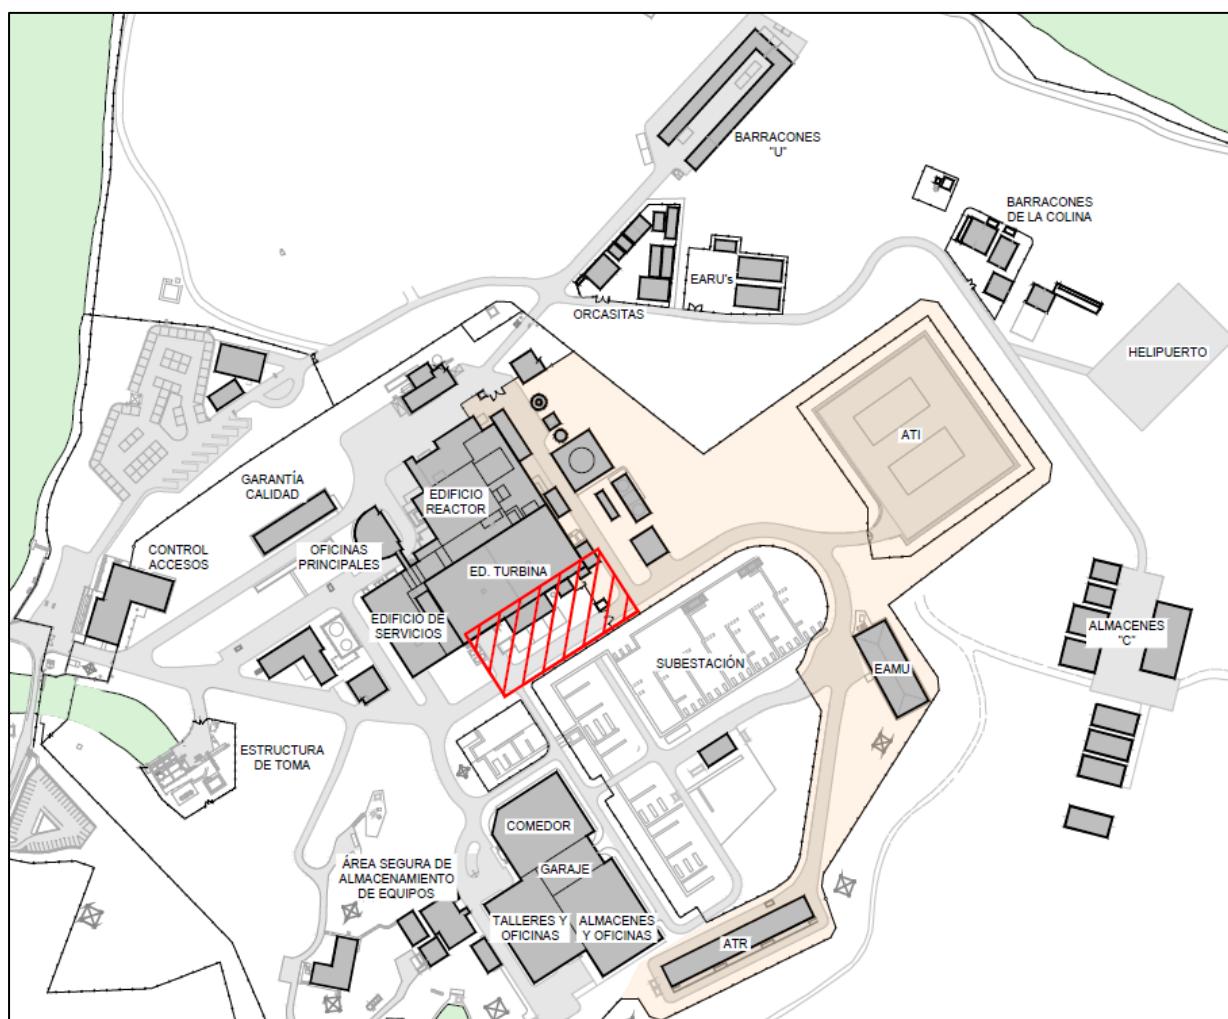 BARRACONES
"U"
BARRACONES
DE LA COLINA
EARU's
ORCASITAS
HELIPUERTO
ATI
GARANTÍA
CALIDAD
EDIFICIO
REACTOR
CONTROL
ACCESOS
OFICINAS
PRINCIPALES
ED. TURBINA
EDIFICIO DE
SERVICIOS
ALMACENES
"C"
SUBESTACIÓN
EAMU
ESTRUCTURA
DE TOMA
COMEDOR
GARAJE
ÁREA SEGURA DE
ALMACENAMIENTO
DE EQUIPOS
TALLERES Y
OFICINAS
ALMACENES
Y OFICINAS
ATR